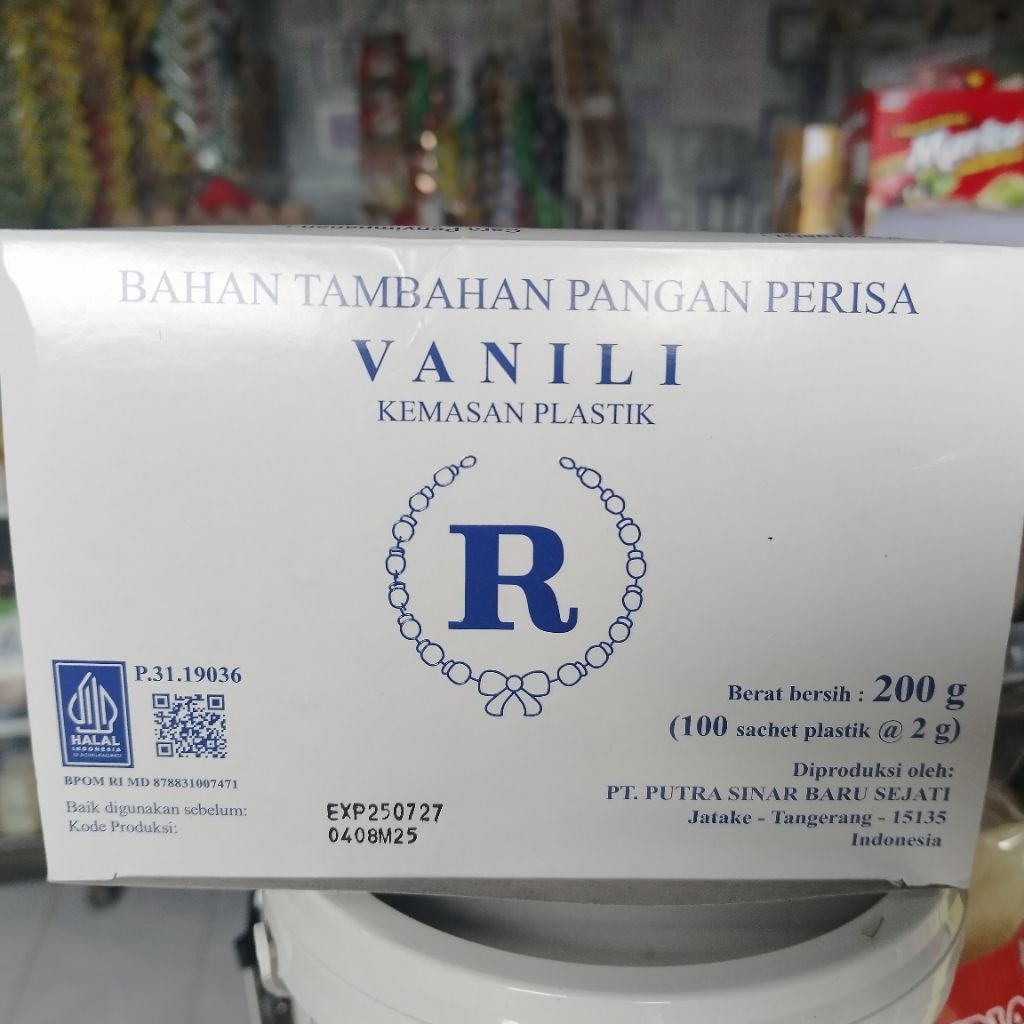 Cara Penyimpanan :
BAHAN TAMBAHAN PANGAN PERISA
VANILI
KEMASAN PLASTIK
R
P.31.19036
HALAL
INDONESIA
BPOM RI MD 878831007471
Baik digunakan sebelum:
Kode Produksi:
EXP250727
0408M25
Berat bersih : 200 g
(100 sachet plastik @ 2 g)
Diproduksi oleh:
PT. PUTRA SINAR BARU SEJATI
Jatake - Tangerang - 15135
Indonesia